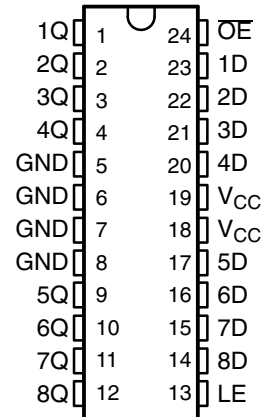 1Q 1 24 O̅E̅
2Q 2 23 1D
3Q 3 22 2D
4Q 4 21 3D
GND 5 20 4D
GND 6 19 VCC
GND 7 18 VCC
GND 8 17 5D
5Q 9 16 6D
6Q 10 15 7D
7Q 11 14 8D
8Q 12 13 LE